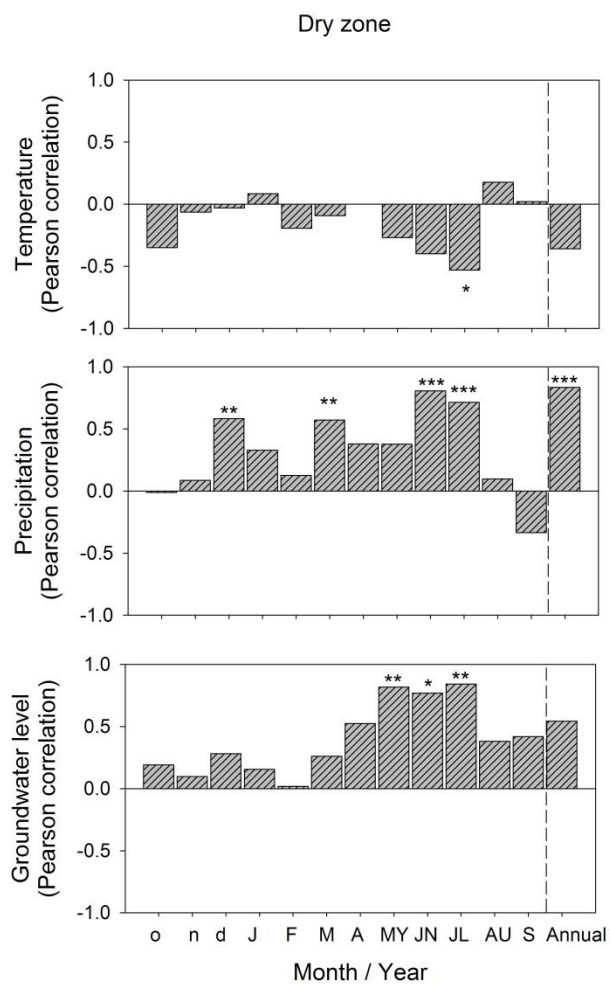 Dry zone
Temperature
(Pearson correlation)
1.0
0.5
0.0
-0.5
-1.0
*
Precipitation
(Pearson correlation)
1.0
0.5
0.0
-0.5
-1.0
** ** *** *** ***
Groundwater level
(Pearson correlation)
1.0
0.5
0.0
-0.5
-1.0
** * **
o n d J F M A MY JN JL AU S Annual
Month / Year